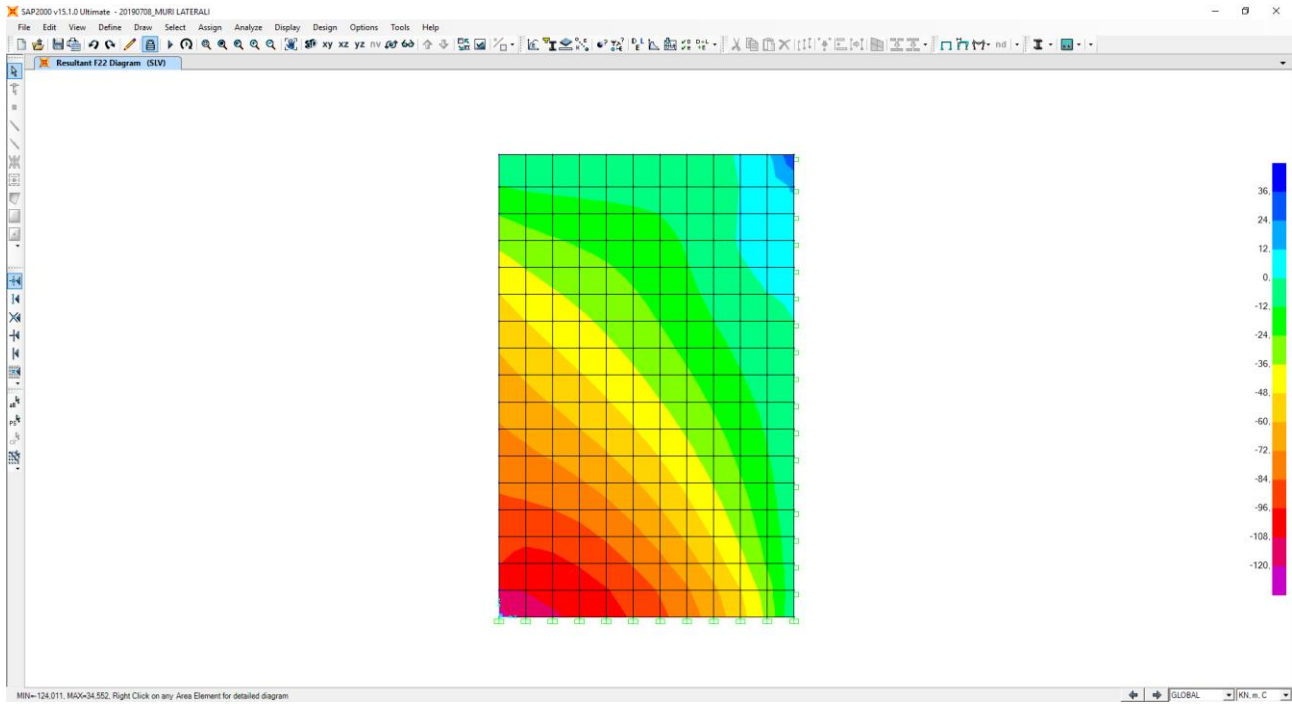 SAP2000 v15.1.0 Ultimate - 20190708_MURI LATERALI
File Edit View Define Draw Select Assign Analyze Display Design Options Tools Help
xy xz yz nv nd
Resultant F22 Diagram (SLV)
36,
24,
12,
0,
-12,
-24,
-36,
-48,
-60,
-72,
-84,
-96,
-108,
-120,
MIN=-124,011, MAX=34,552, Right Click on any Area Element for detailed diagram
GLOBAL KN, m, C